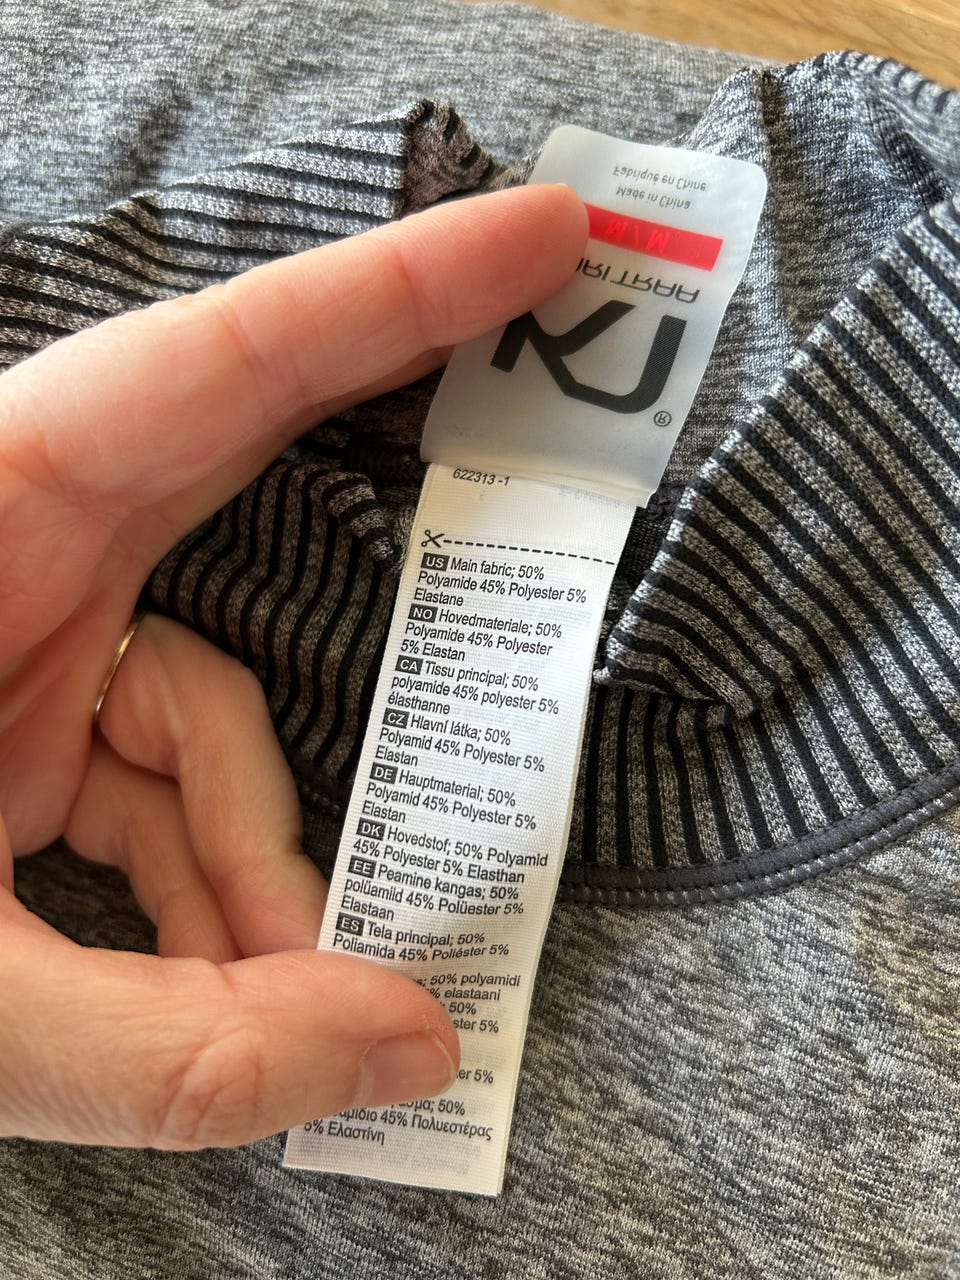 Fabriqué en Chine
Made in China
M / M
ARI TRAA
KJ
®
622313 -1
US Main fabric; 50%
Polyamide 45% Polyester 5%
Elastane
NO Hovedmateriale; 50%
Polyamide 45% Polyester
5% Elastan
CA Tissu principal; 50%
polyamide 45% polyester 5%
élasthanne
CZ Hlavní látka; 50%
Polyamid 45% Polyester 5%
Elastan
DE Hauptmaterial; 50%
Polyamid 45% Polyester 5%
Elastan
DK Hovedstof; 50% Polyamid
45% Polyester 5% Elasthan
EE Peamine kangas; 50%
polüamiid 45% Polüester 5%
Elastaan
ES Tela principal; 50%
Poliamida 45% Poliéster 5%
50% polyamidi
% elastaani
50%
ster 5%
er 5%
50%
45% Πολυεστέρας
5% Ελαστίνη